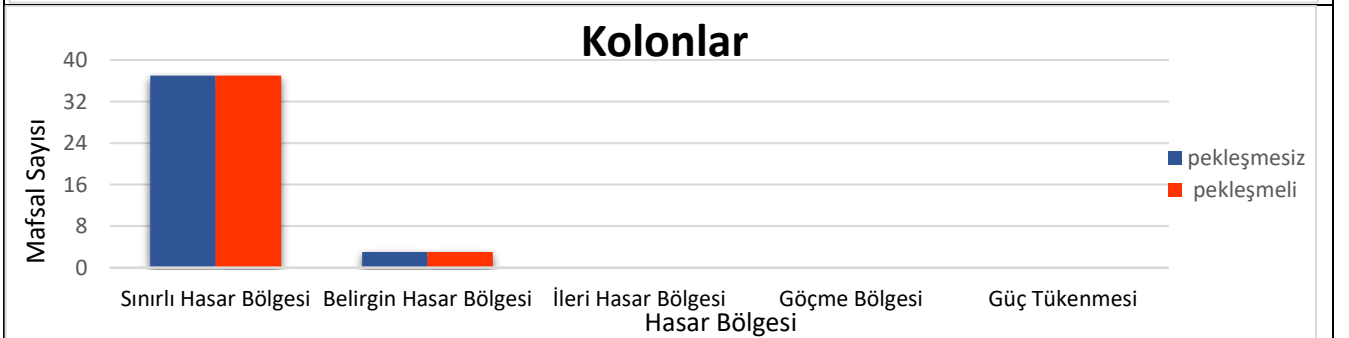 Kolonlar
40
32
24
16
8
0
Mafsal Sayısı
Sınırlı Hasar Bölgesi Belirgin Hasar Bölgesi İleri Hasar Bölgesi Göçme Bölgesi Güç Tükenmesi
Hasar Bölgesi
pekleşmesiz
pekleşmeli